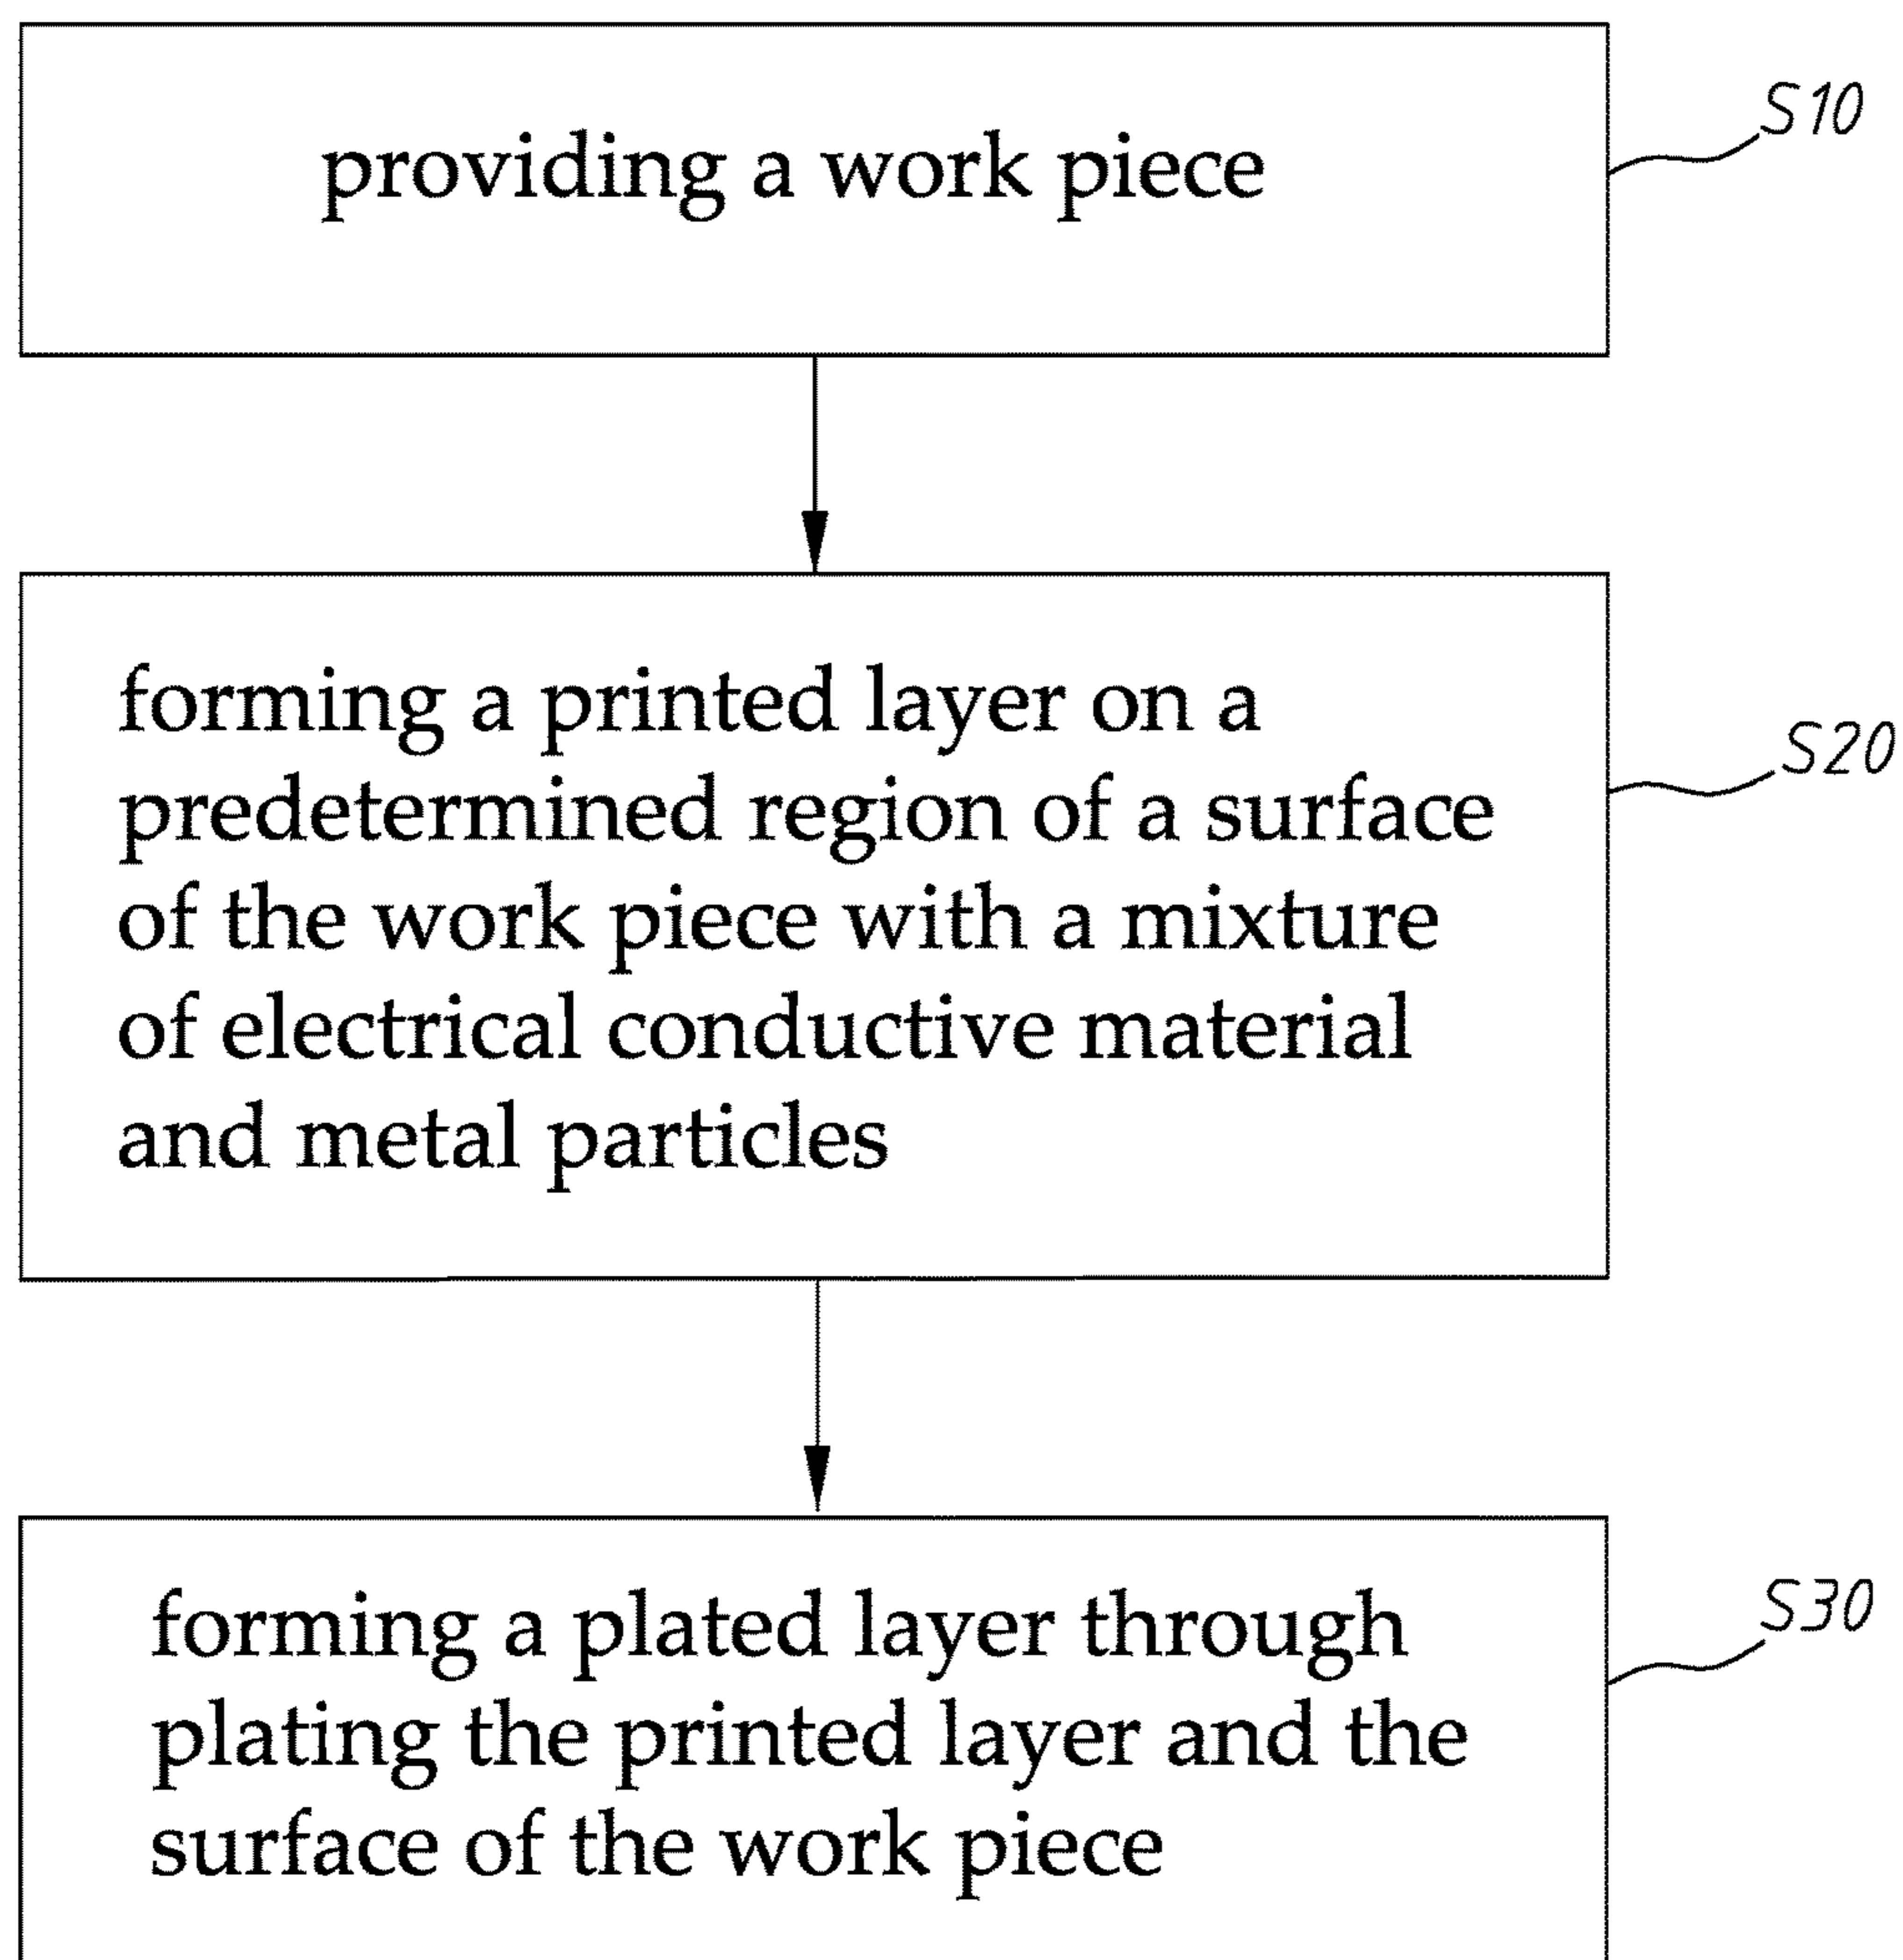 providing a work piece
S10
forming a printed layer on a
predetermined region of a surface
of the work piece with a mixture
of electrical conductive material
and metal particles
S20
forming a plated layer through
plating the printed layer and the
surface of the work piece
S30